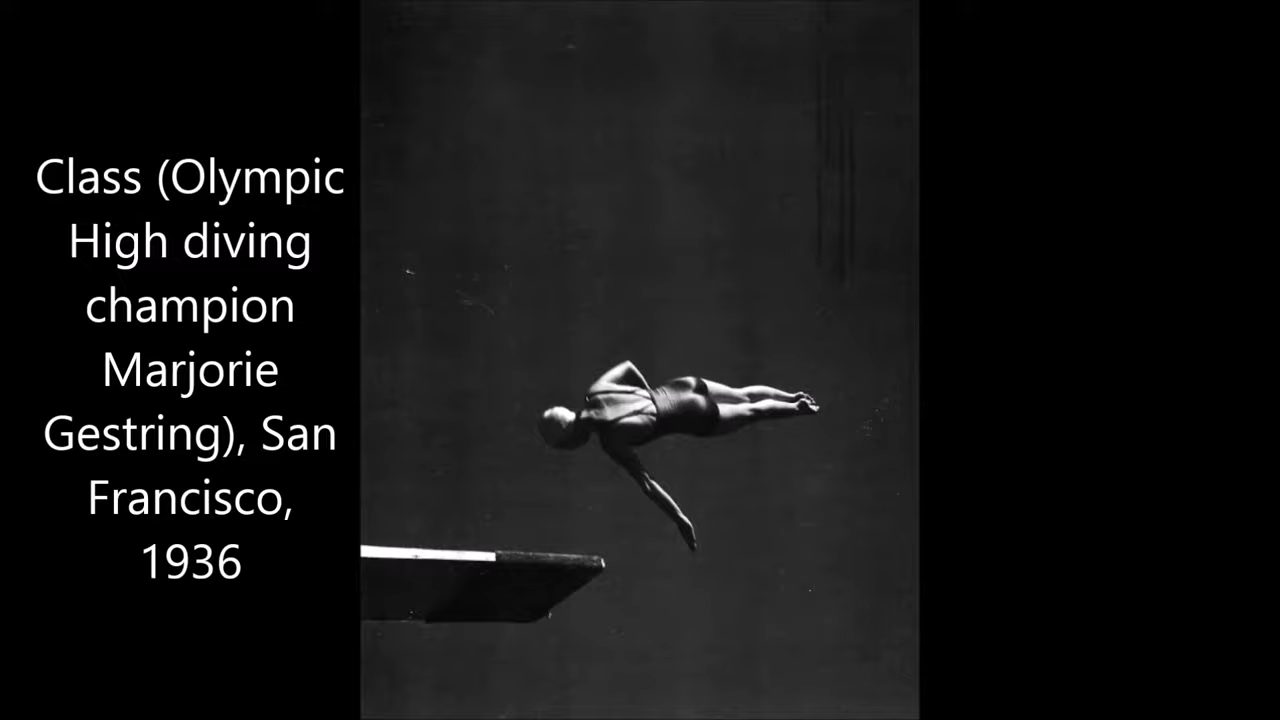 Class (Olympic
High diving
champion
Marjorie
Gestring), San
Francisco,
1936